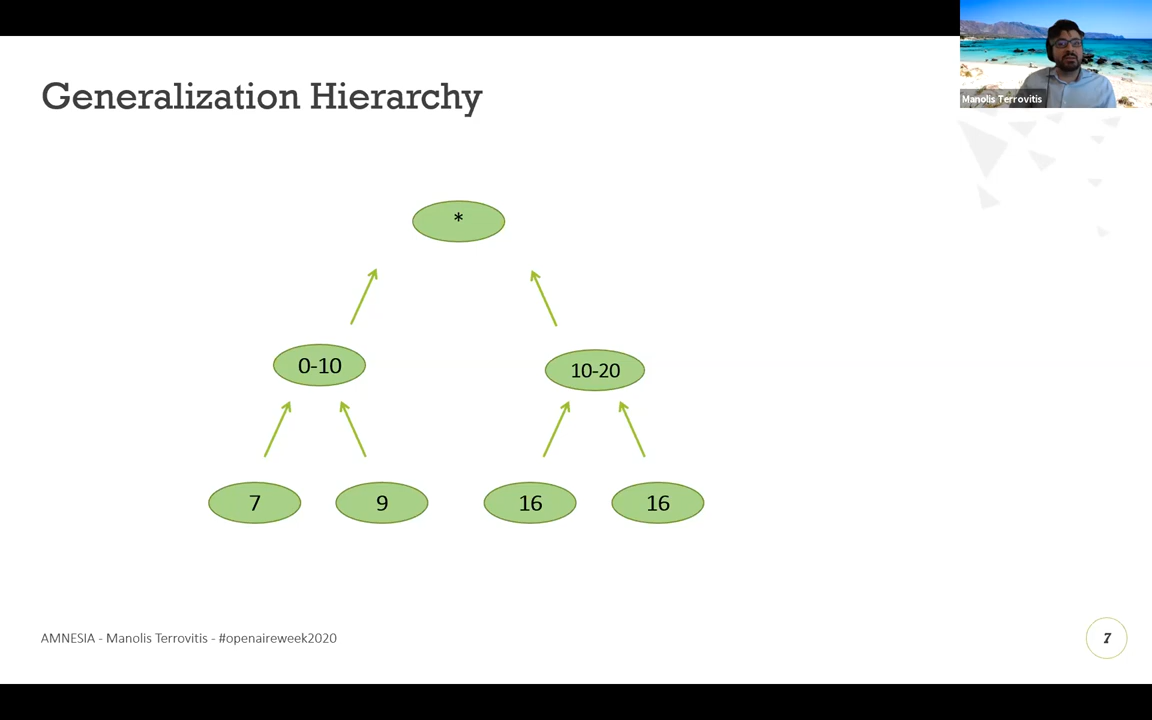 Manolis Terrovitis
Generalization Hierarchy
*
0-10
10-20
7
9
16
16
AMNESIA - Manolis Terrovitis - #openaireweek2020
7